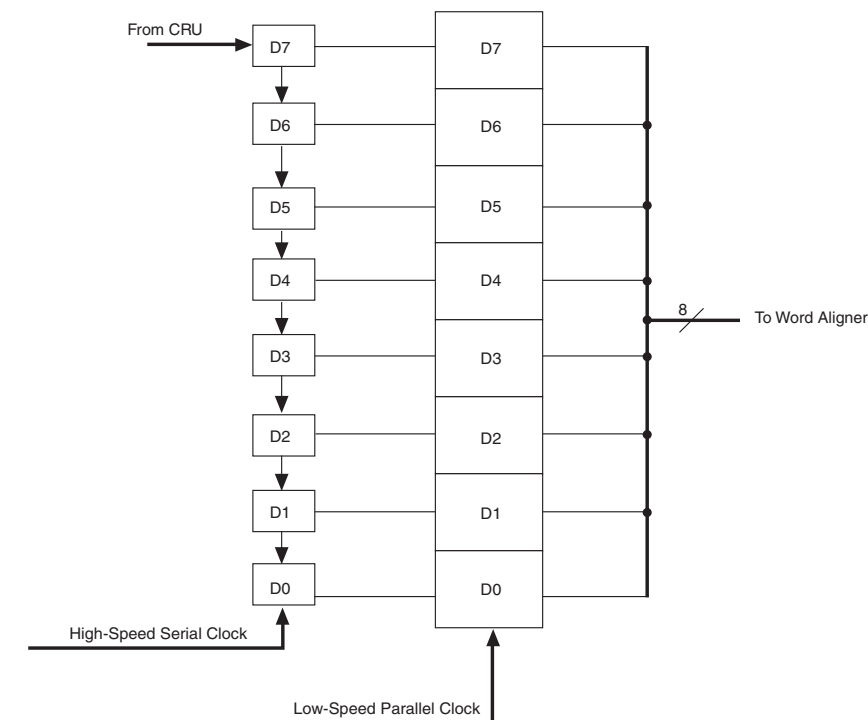 From CRU
D7
D7
D6
D6
D5
D5
D4
D4
8
To Word Aligner
D3
D3
D2
D2
D1
D1
D0
D0
High-Speed Serial Clock
Low-Speed Parallel Clock